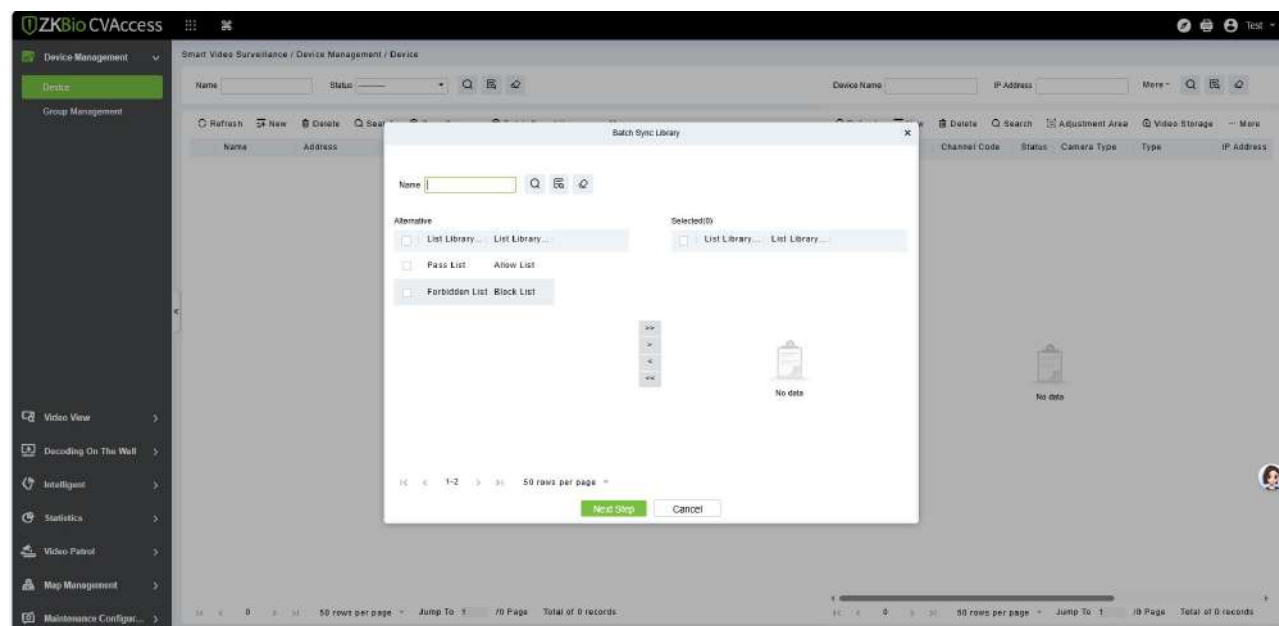 ZKBio CVAccess
Test
Device Management
Smart Video Surveillance / Device Management / Device
Device
Name
Status
Device Name
IP Address
More
Group Management
Refresh
New
Delete
Delete
Search
Adjustment Area
Video Storage
More
Batch Sync Library
Name
Address
Channel Code
Status
Camera Type
Type
IP Address
Name
Alternative
Selected(0)
List Library...
List Library...
List Library...
List Library...
Pass List
Allow List
Forbidden List
Block List
>>
>
<
<<
No data
No data
Video View
Decoding On The Wall
Intelligent
Statistics
Video Patrol
Map Management
Maintenance Configur...
1-2
50 rows per page
Next Step
Cancel
0
50 rows per page
Jump To 1
/0 Page
Total of 0 records
0
50 rows per page
Jump To 1
/0 Page
Total of 0 records